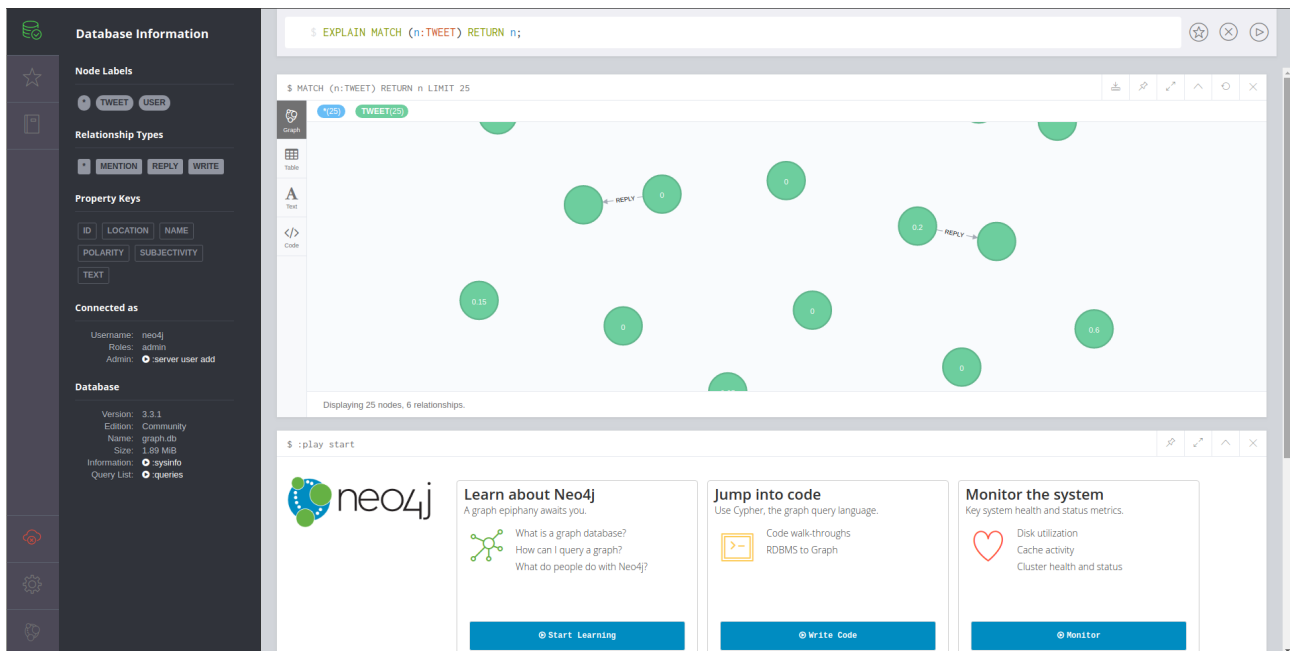 Database Information
Node Labels
* TWEET USER
Relationship Types
* MENTION REPLY WRITE
Property Keys
ID LOCATION NAME
POLARITY SUBJECTIVITY
TEXT
Connected as
Username: neo4j
Roles: admin
Admin: :server user add
Database
Version: 3.3.1
Edition: Community
Name: graph.db
Size: 1.89 MiB
Information: :sysinfo
Query List: :queries
$ EXPLAIN MATCH (n:TWEET) RETURN n;
$ MATCH (n:TWEET) RETURN n LIMIT 25
*(25) TWEET(25)
Graph
Table
A
Text
</>
Code
0
REPLY 0
0.2 REPLY
0.15
0
0
0.6
0
Displaying 25 nodes, 6 relationships.
$ :play start
neo4j
Learn about Neo4j
A graph epiphany awaits you.
What is a graph database?
How can I query a graph?
What do people do with Neo4j?
Start Learning
Jump into code
Use Cypher, the graph query language.
Code walk-throughs
RDBMS to Graph
Write Code
Monitor the system
Key system health and status metrics.
Disk utilization
Cache activity
Cluster health and status
Monitor